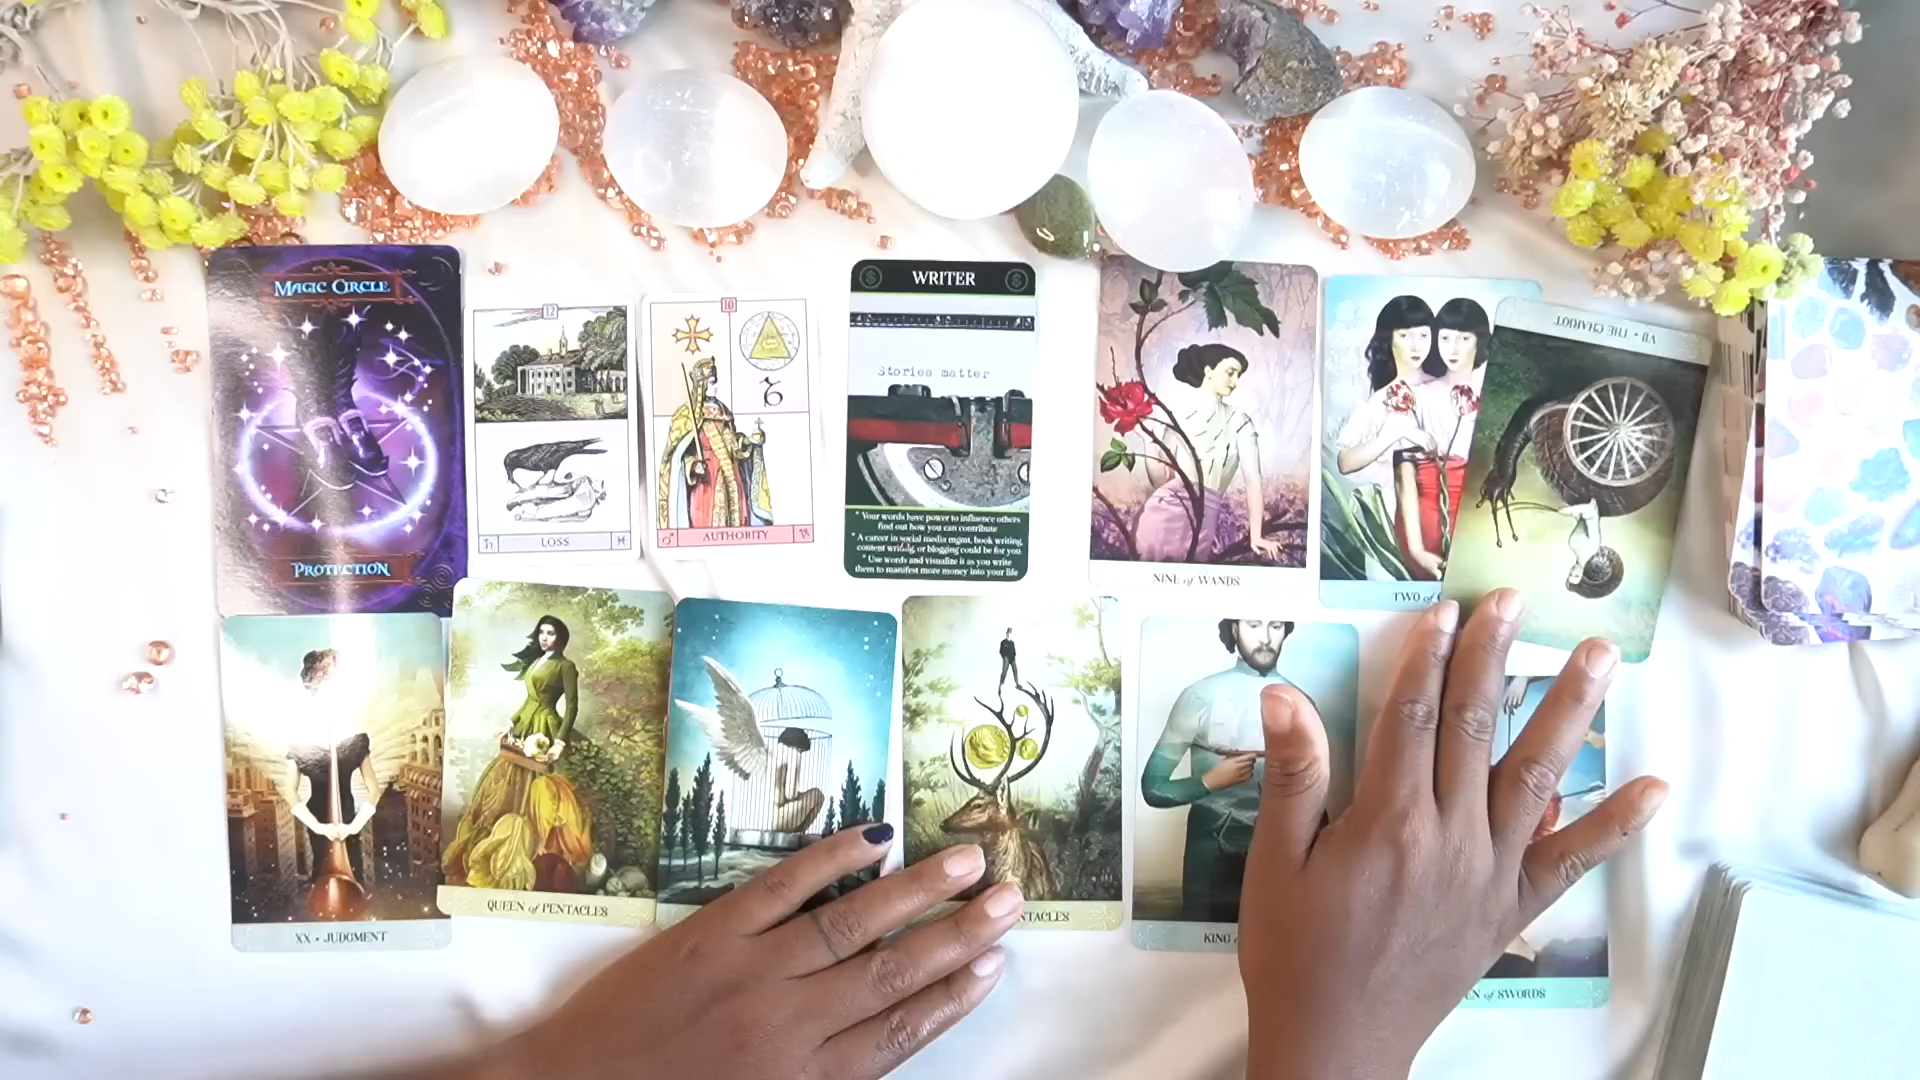 MAGIC CIRCLE
PROTECTION
12
LOSS
10
AUTHORITY
WRITER
Stories matter
* Your words have power to influence others
find out how you can contribute
* A career in social media mgmt, book writing,
content writing, or blogging could be for you
* Use words and visualize it as you write
them to manifest more money into your life
NINE of WANDS
TWO of
VII • THE CHARIOT
XX • JUDGMENT
QUEEN of PENTACLES
NTACLES
KING
EN of SWORDS